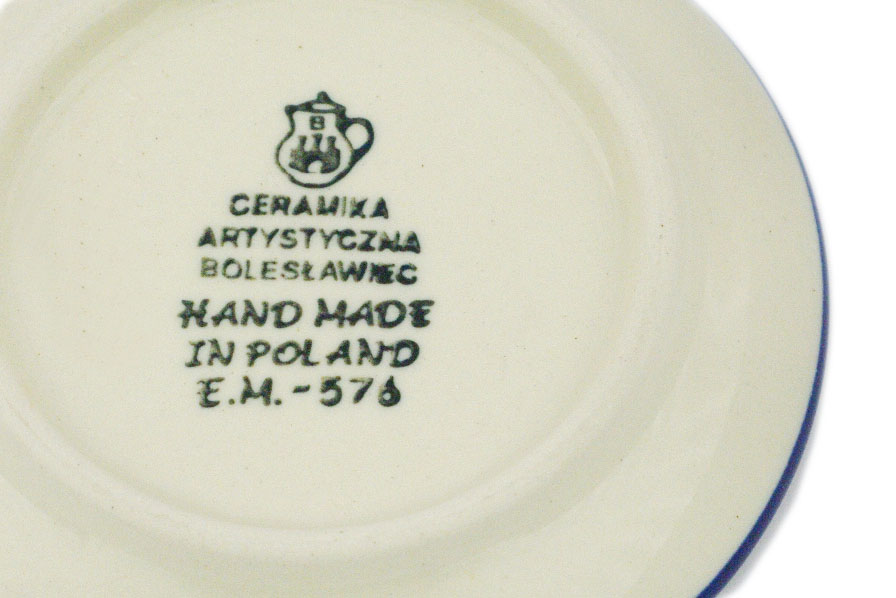 B
CERAMIKA
ARTYSTYCZNA
BOLESŁAWIEC
HAND MADE
IN POLAND
E.M.-576